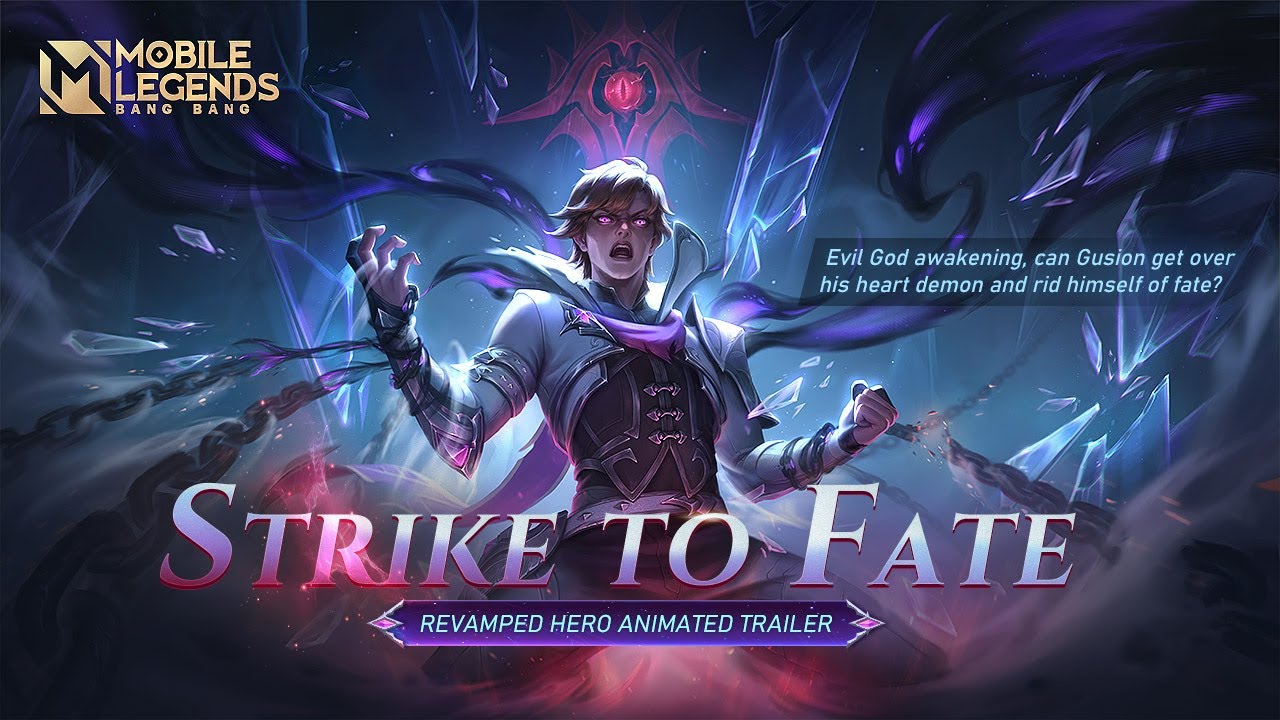 MOBILE
LEGENDS
BANG BANG
Evil God awakening, can Gusion get over
his heart demon and rid himself of fate?
STRIKE TO FATE
REVAMPED HERO ANIMATED TRAILER